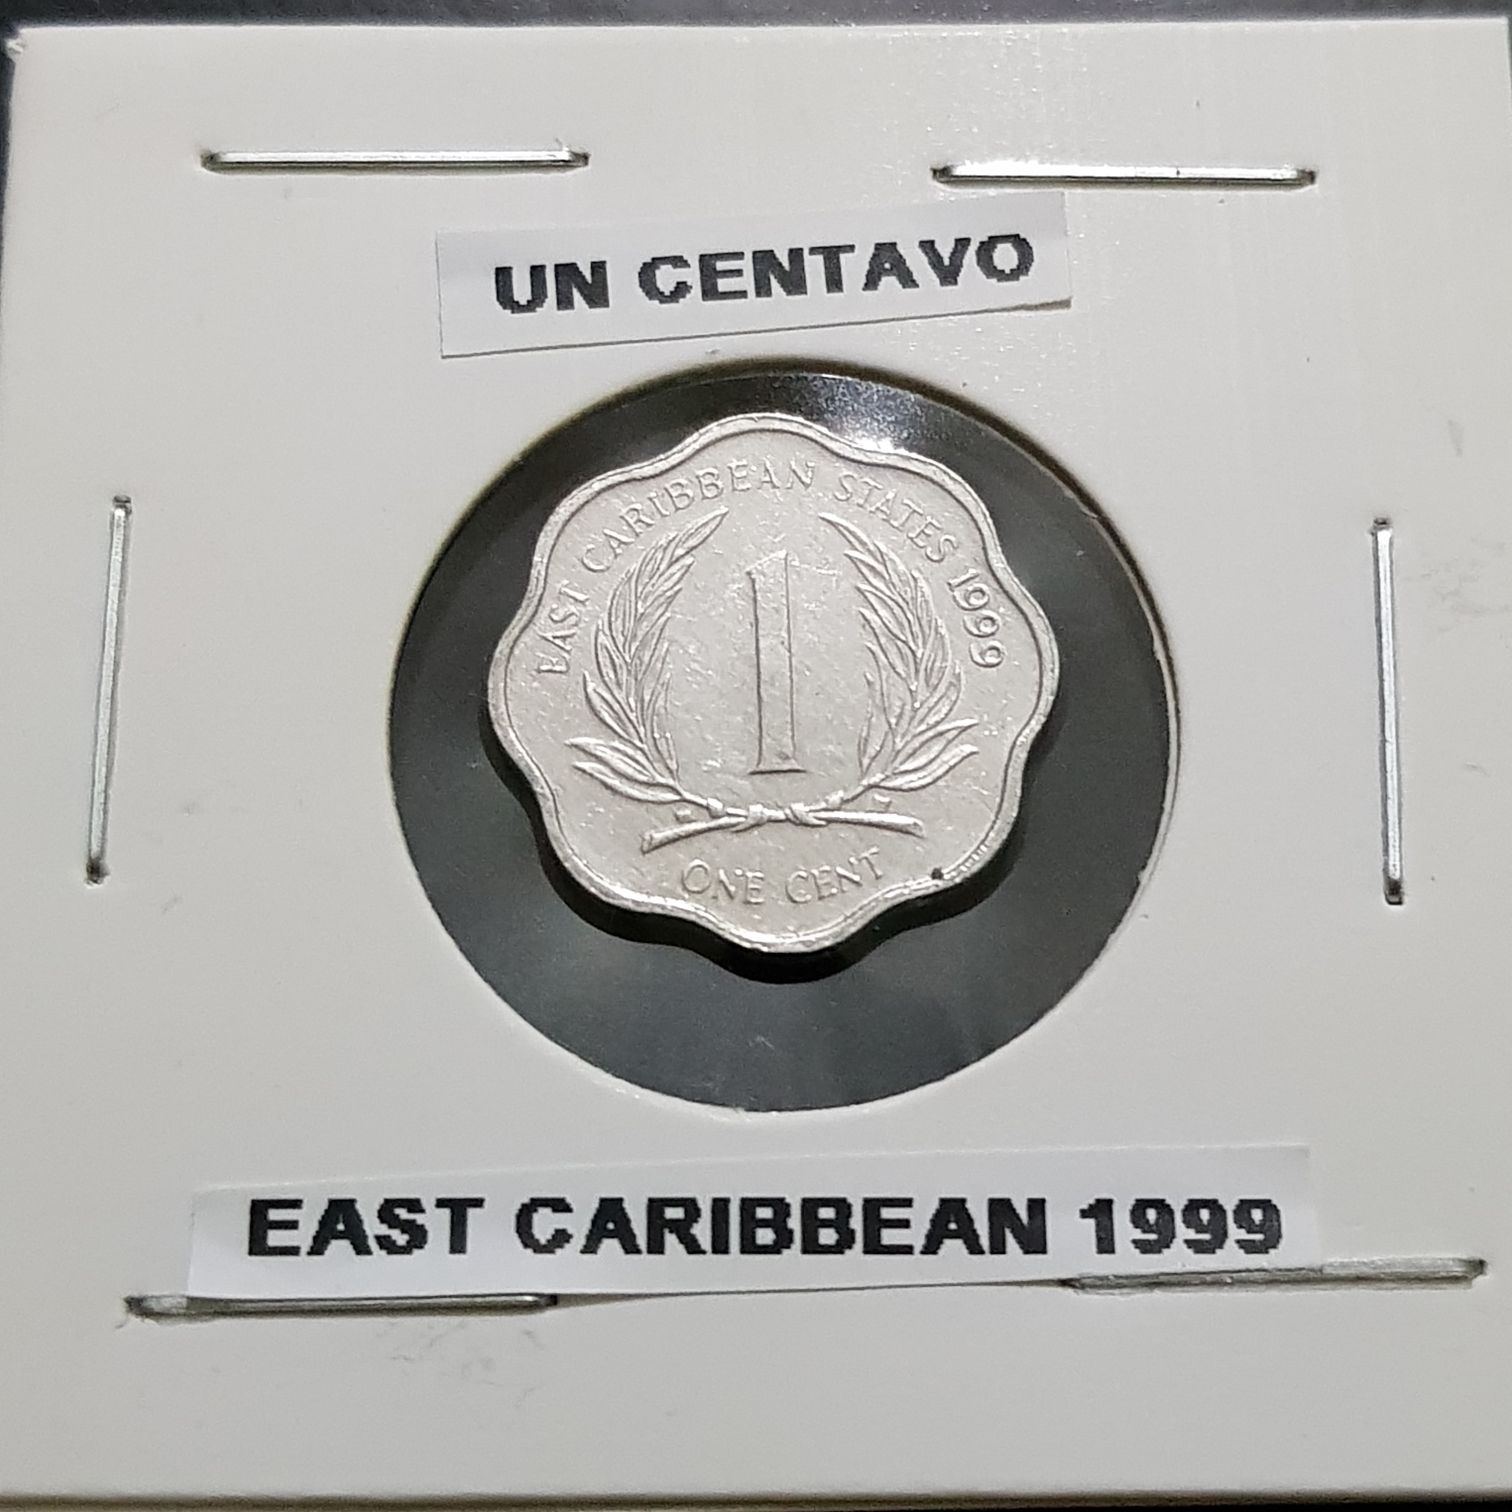 UN CENTAVO
EAST CARIBBEAN STATES 1999
1
ONE CENT
EAST CARIBBEAN 1999